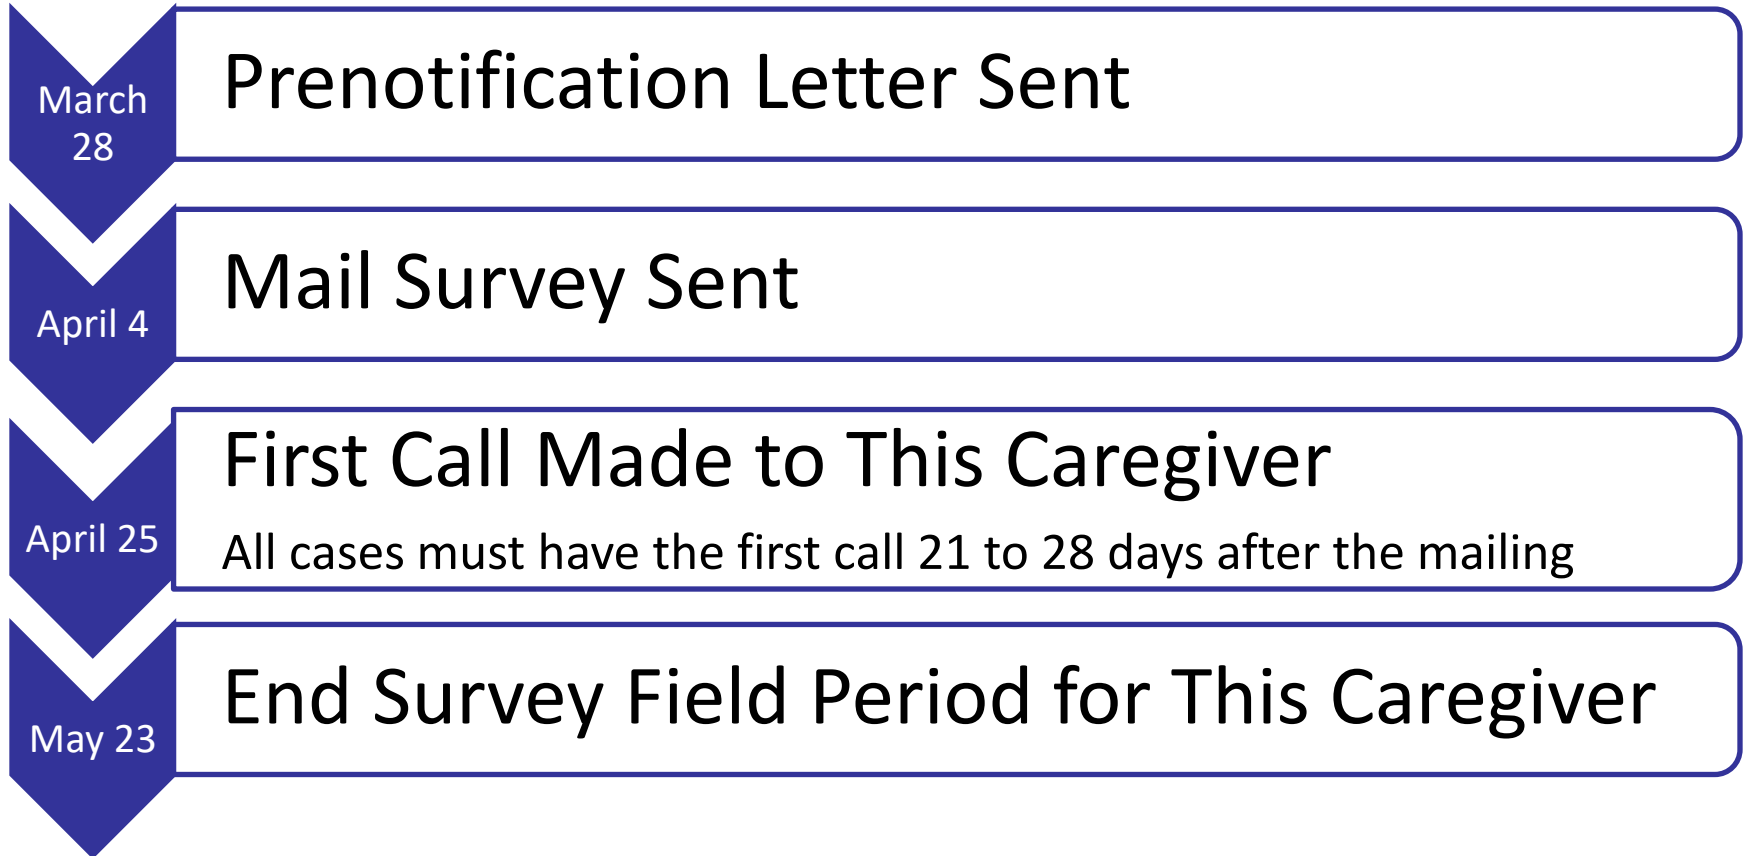 March
28
Prenotification Letter Sent
April 4
Mail Survey Sent
April 25
First Call Made to This Caregiver
All cases must have the first call 21 to 28 days after the mailing
May 23
End Survey Field Period for This Caregiver